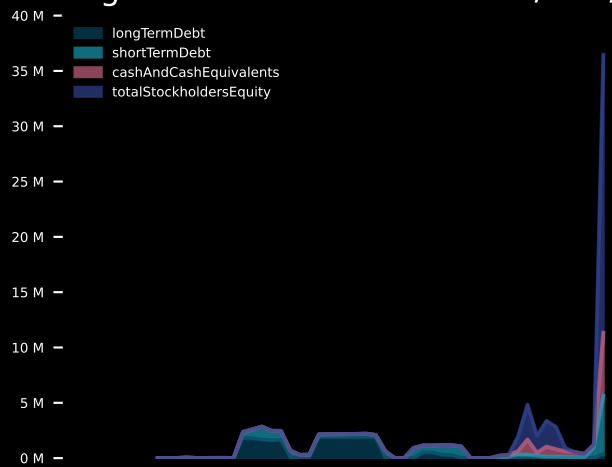 40 M
longTermDebt
shortTermDebt
35 M
cashAndCashEquivalents
totalStockholdersEquity
30 M
25 M
20 M
15 M
10 M
5 M
0 M